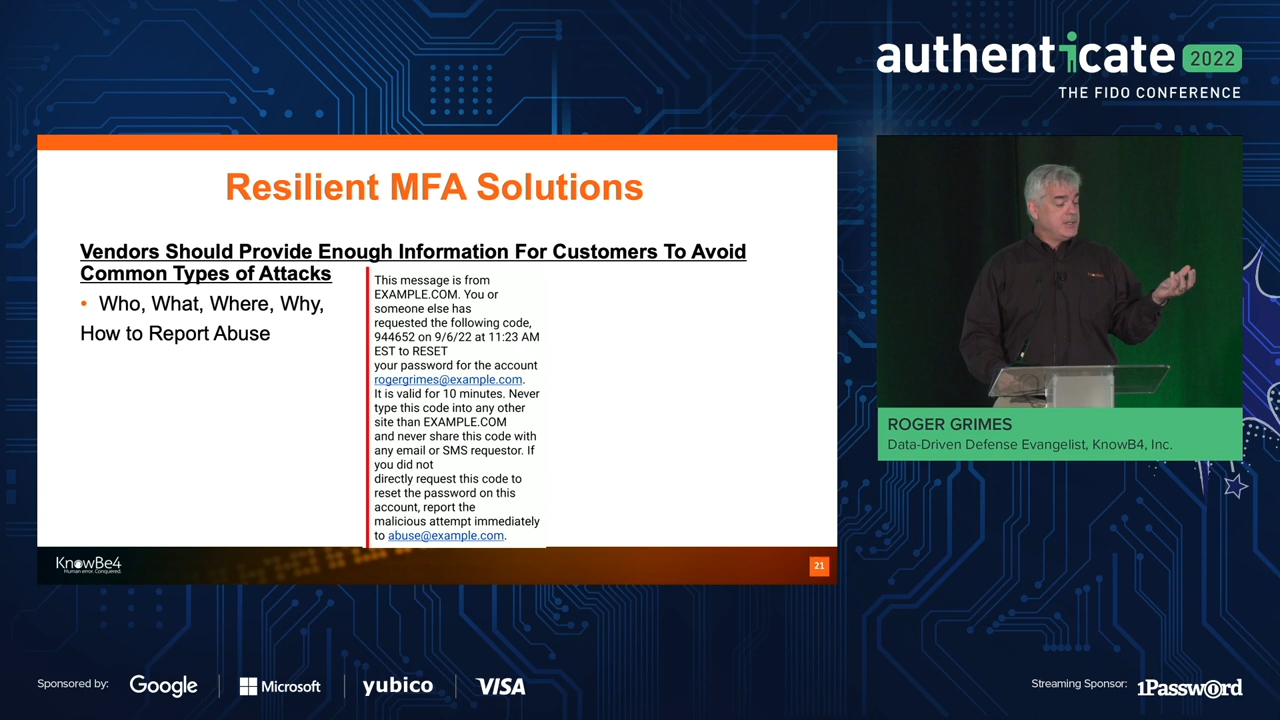 authenticate 2022
THE FIDO CONFERENCE
Resilient MFA Solutions
Vendors Should Provide Enough Information For Customers To Avoid
Common Types of Attacks
• Who, What, Where, Why,
How to Report Abuse
This message is from
EXAMPLE.COM. You or
someone else has
requested the following code,
944652 on 9/6/22 at 11:23 AM
EST to RESET
your password for the account
rogergrimes@example.com.
It is valid for 10 minutes. Never
type this code into any other
site than EXAMPLE.COM
and never share this code with
any email or SMS requestor. If
you did not
directly request this code to
reset the password on this
account, report the
malicious attempt immediately
to abuse@example.com.
KnowBe4
Human error. Conquered.
21
ROGER GRIMES
Data-Driven Defense Evangelist, KnowB4, Inc.
Sponsored by: Google Microsoft yubico VISA
Streaming Sponsor: 1Password